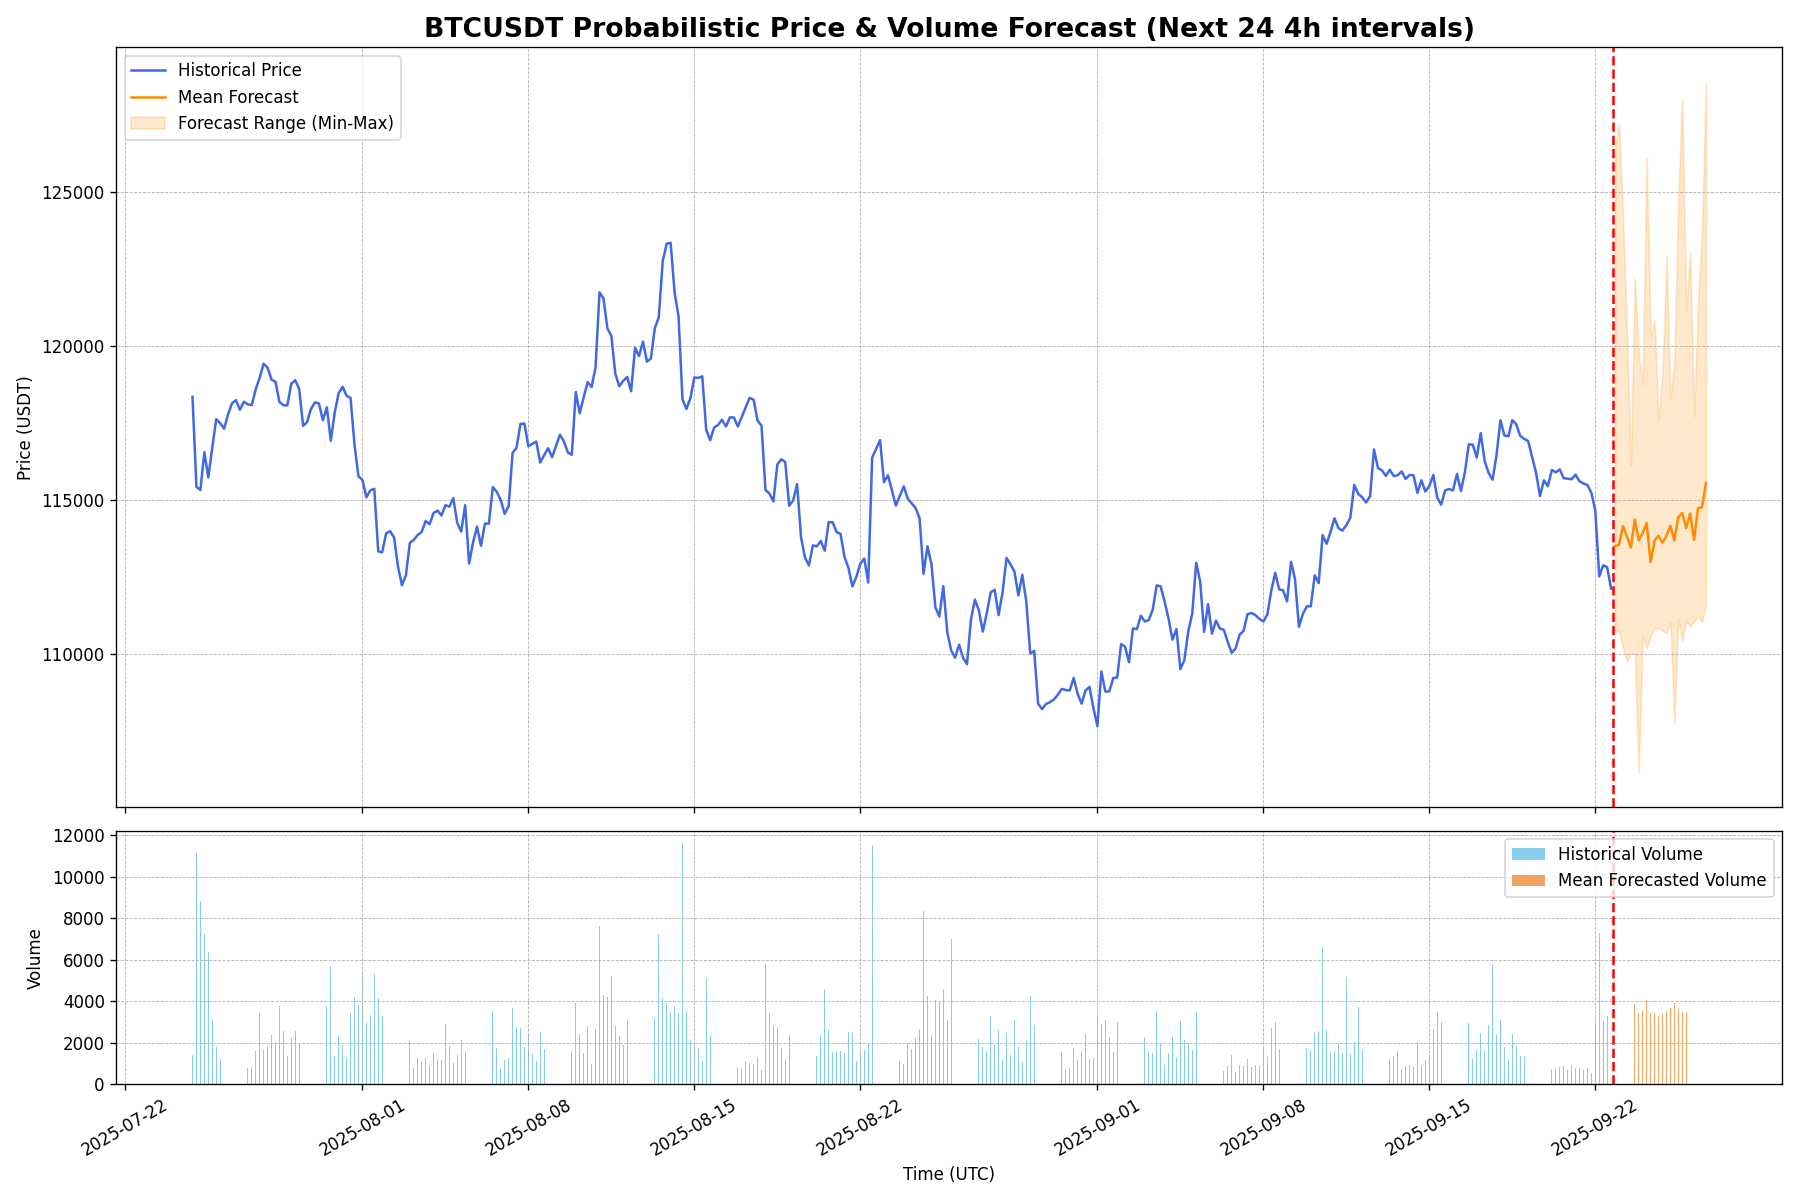 BTCUSDT Probabilistic Price & Volume Forecast (Next 24 4h intervals)
Historical Price
Mean Forecast
Forecast Range (Min-Max)
Price (USDT)
125000
120000
115000
110000
Historical Volume
Mean Forecasted Volume
Volume
12000
10000
8000
6000
4000
2000
0
2025-07-22
2025-08-01
2025-08-08
2025-08-15
2025-08-22
2025-09-01
2025-09-08
2025-09-15
2025-09-22
Time (UTC)